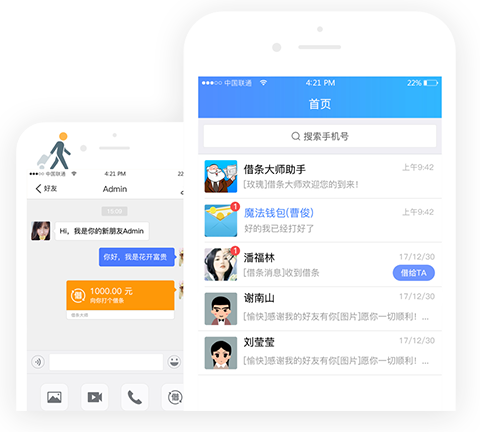 中国联通
4:21 PM
22%
首页
搜索手机号
借条大师助手
上午9:42
[玫瑰]借条大师欢迎您的到来!
1
魔法钱包(曹俊)
上午9:42
好的我已经打好了
1
潘福林
17/12/30
[借条消息]收到借条
借给TA
谢南山
17/12/30
[愉快]感谢我的好友有你[图片]愿你一切顺利! ...
刘莹莹
17/12/30
[愉快]感谢我的好友有你[图片]愿你一切顺利! ...
中国联通
4:21 PM
好友
Admin
15:20
Hi，我是你的新朋友Admin
你好，我是花开富贵
1000.00 元
向你打个借条
借条大师
借